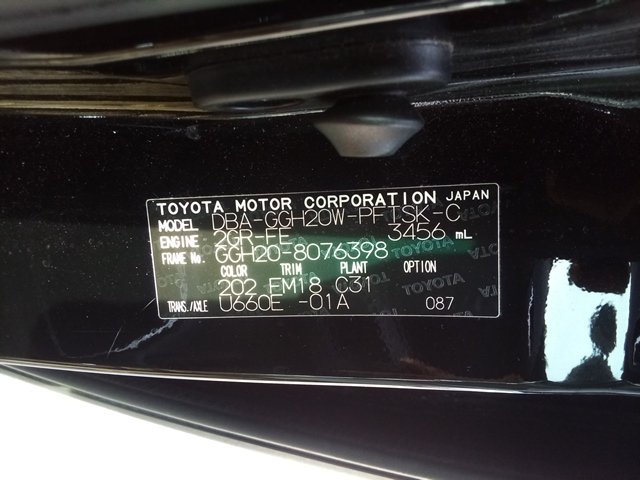 TOYOTA MOTOR CORPORATION JAPAN
MODEL DBA-GGH20W-PFTSK-C
ENGINE 2GR-FE 3456 mL
FRAME No. GGH20-8076398
COLOR TRIM PLANT OPTION
202 FM18 C31
TRANS./AXLE U660E -01A 087